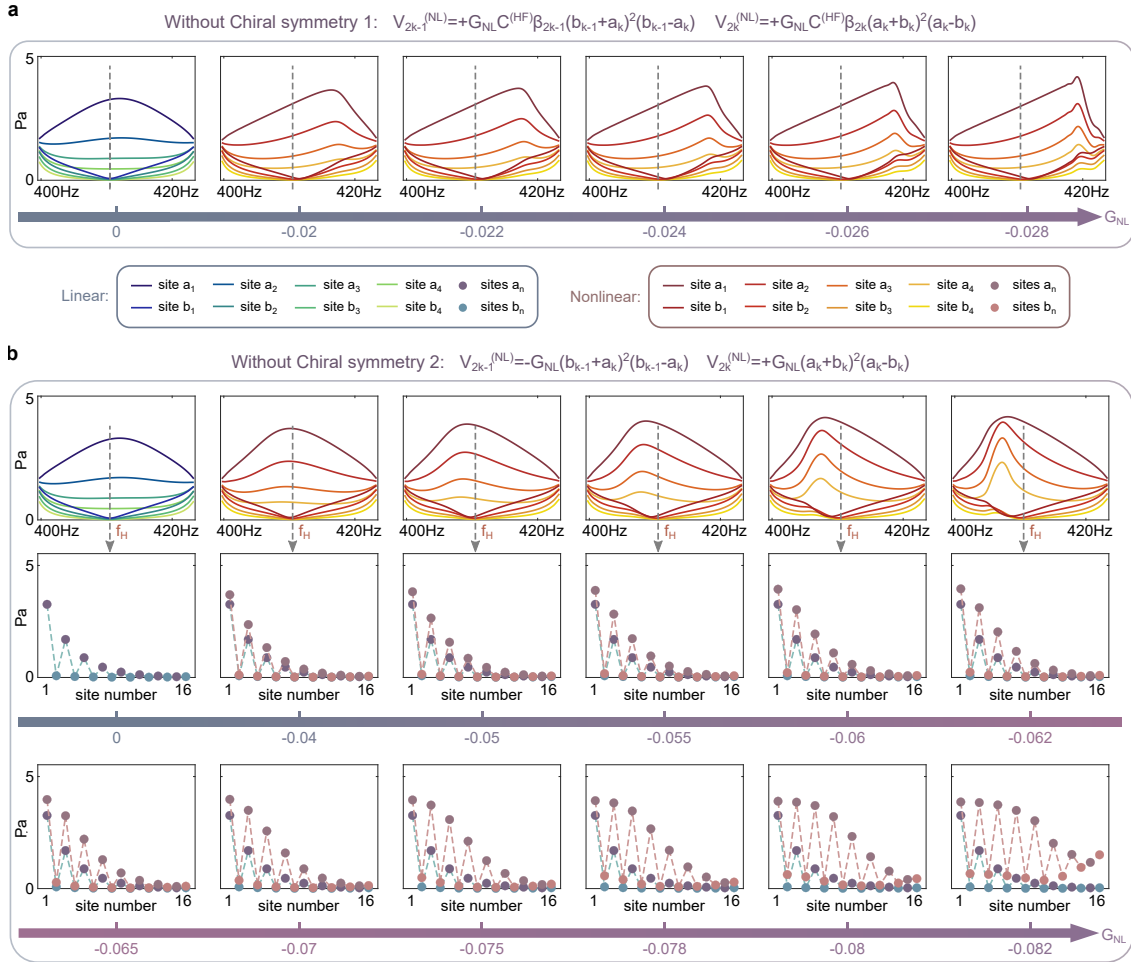 a
Without Chiral symmetry 1: V2k-1(NL)=+GNLC(HF)β2k-1(bk-1+ak)2(bk-1-ak) V2k(NL)=+GNLC(HF)β2k(ak+bk)2(ak-bk)
5
Pa
0
400Hz 420Hz 400Hz 420Hz 400Hz 420Hz 400Hz 420Hz 400Hz 420Hz 400Hz 420Hz
GNL
0 -0.02 -0.022 -0.024 -0.026 -0.028
Linear: site a1 site a2 site a3 site a4 sites an
site b1 site b2 site b3 site b4 sites bn
Nonlinear: site a1 site a2 site a3 site a4 sites an
site b1 site b2 site b3 site b4 sites bn
b
Without Chiral symmetry 2: V2k-1(NL)=-GNL(bk-1+ak)2(bk-1-ak) V2k(NL)=+GNL(ak+bk)2(ak-bk)
5
Pa
0
400Hz 420Hz 400Hz 420Hz 400Hz 420Hz 400Hz 420Hz 400Hz 420Hz 400Hz 420Hz
fH fH fH fH fH fH
5
Pa
0
1 site number 16 1 site number 16 1 site number 16 1 site number 16 1 site number 16 1 site number 16
0 -0.04 -0.05 -0.055 -0.06 -0.062
5
Pa
0
1 site number 16 1 site number 16 1 site number 16 1 site number 16 1 site number 16 1 site number 16
GNL
-0.065 -0.07 -0.075 -0.078 -0.08 -0.082